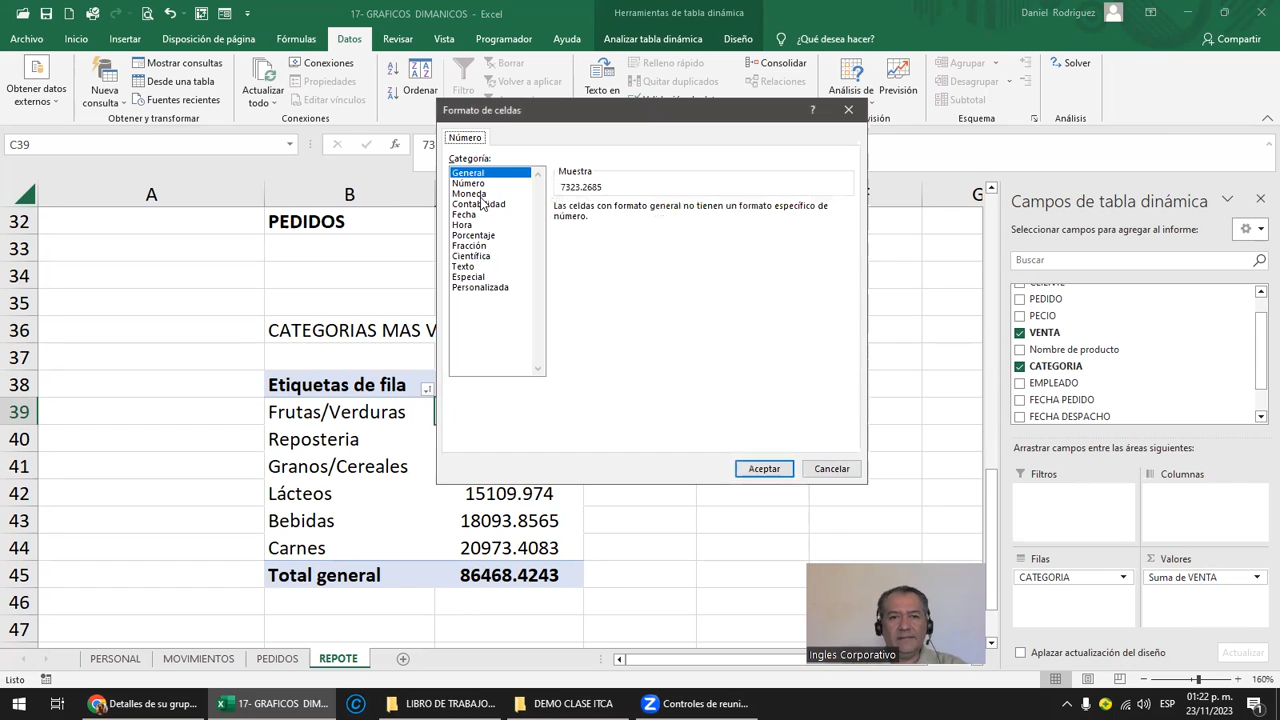 17- GRAFICOS DIMANICOS - Excel
Herramientas de tabla dinámica
Daniel Rodriguez
Archivo Inicio Insertar Disposición de página Fórmulas Datos Revisar Vista Programador Ayuda Analizar tabla dinámica Diseño ¿Qué desea hacer? Compartir
Obtener datos externos
Nueva consulta
Mostrar consultas
Desde una tabla
Fuentes recientes
Obtener y transformar
Actualizar todo
Conexiones
Propiedades
Editar vínculos
Conexiones
Ordenar
Filtro
Borrar
Volver a aplicar
Texto en
Relleno rápido
Quitar duplicados
Consolidar
Relaciones
Análisis de hipótesis
Previsión
Agrupar
Desagrupar
Subtotal
Esquema
Solver
Análisis
C39
73
A B G
32 PEDIDOS
33
34
35
36 CATEGORIAS MAS V
37
38 Etiquetas de fila
39 Frutas/Verduras
40 Reposteria
41 Granos/Cereales
42 Lácteos 15109.974
43 Bebidas 18093.8565
44 Carnes 20973.4083
45 Total general 86468.4243
46
47
Formato de celdas
?
Número
Categoría:
General
Número
Moneda
Contabilidad
Fecha
Hora
Porcentaje
Fracción
Científica
Texto
Especial
Personalizada
Muestra
7323.2685
Las celdas con formato general no tienen un formato específico de
número.
Aceptar Cancelar
Campos de tabla dinámica
Seleccionar campos para agregar al informe:
Buscar
PEDIDO
PECIO
VENTA
Nombre de producto
CATEGORIA
EMPLEADO
FECHA PEDIDO
FECHA DESPACHO
Arrastrar campos entre las áreas siguientes:
Filtros Columnas
Filas Σ Valores
CATEGORIA Suma de VENTA
Aplazar actualización del diseño Actualizar
Ingles Corporativo
PERSONAL MOVIMIENTOS PEDIDOS REPOTE
Listo
160%
Detalles de su grup...
17- GRAFICOS DIM...
LIBRO DE TRABAJO...
DEMO CLASE ITCA
Controles de reuni...
ESP
01:22 p. m.
23/11/2023